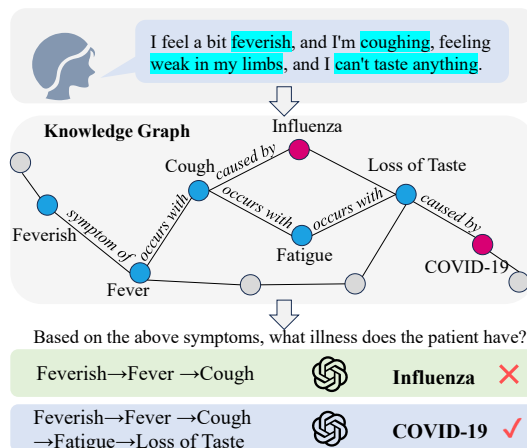 I feel a bit feverish, and I'm coughing, feeling
weak in my limbs, and I can't taste anything.
Knowledge Graph
Influenza
Cough
caused by
Loss of Taste
Feverish
symptom of
occurs with
occurs with
occurs with
caused by
Fatigue
COVID-19
Fever
Based on the above symptoms, what illness does the patient have?
Feverish→Fever →Cough
Influenza
Feverish→Fever →Cough
→Fatigue→Loss of Taste
COVID-19